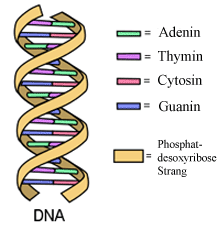 = Adenin
= Thymin
= Cytosin
= Guanin
= Phosphat-
desoxyribose
Strang
DNA